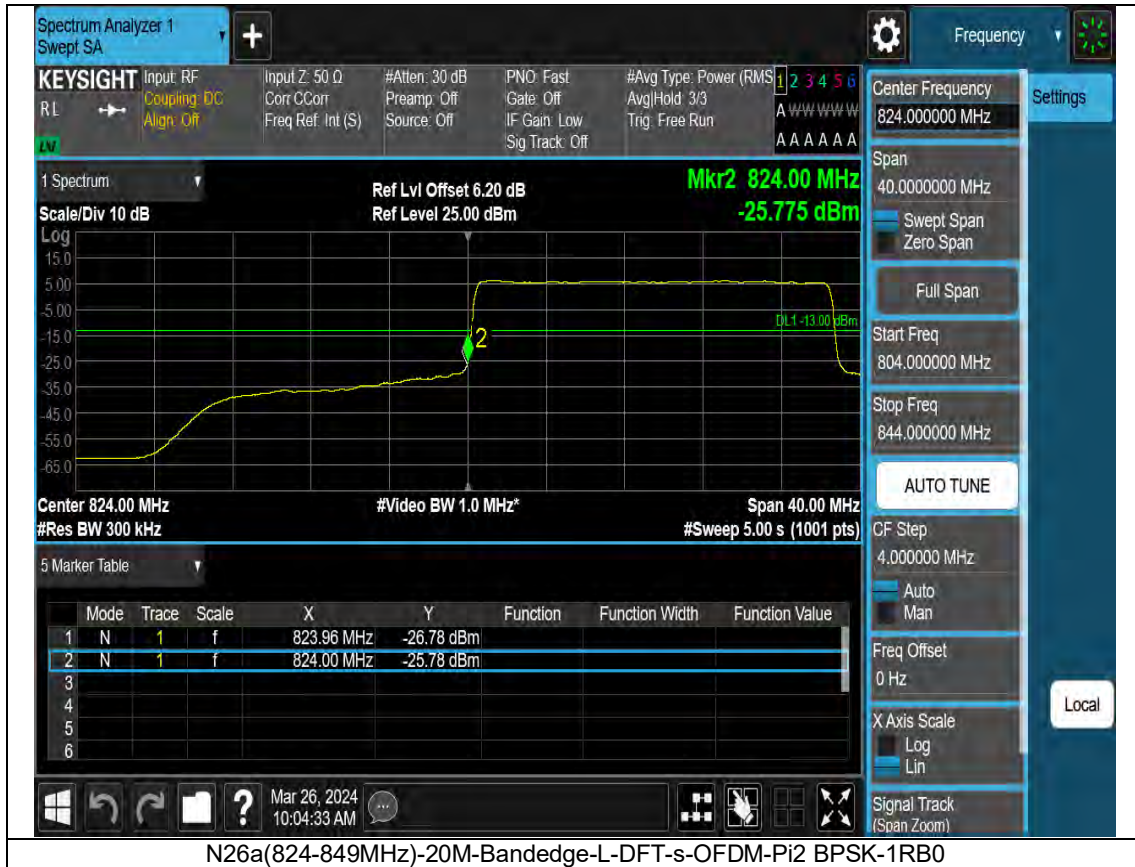 Spectrum Analyzer 1
Swept SA
+
Frequency
KEYSIGHT
RL
Input: RF
Coupling: DC
Align: Off
Input Z: 50 Ω
Corr CCorr
Freq Ref: Int (S)
#Atten: 30 dB
Preamp: Off
Source: Off
PNO: Fast
Gate: Off
IF Gain: Low
Sig Track: Off
#Avg Type: Power (RMS
Avg|Hold: 3/3
Trig: Free Run
1 2 3 4 5 6
A W W W W W
A A A A A A
1 Spectrum
Scale/Div 10 dB
Ref Lvl Offset 6.20 dB
Ref Level 25.00 dBm
Mkr2 824.00 MHz
-25.775 dBm
Log
15.0
5.00
-5.00
-15.0
-25.0
-35.0
-45.0
-55.0
-65.0
DL1 -13.00 dBm
2
Center 824.00 MHz
#Video BW 1.0 MHz*
Span 40.00 MHz
#Res BW 300 kHz
#Sweep 5.00 s (1001 pts)
5 Marker Table
Mode Trace Scale X Y Function Function Width Function Value
1 N 1 f 823.96 MHz -26.78 dBm
2 N 1 f 824.00 MHz -25.78 dBm
3
4
5
6
Mar 26, 2024
10:04:33 AM
?
Center Frequency
824.000000 MHz
Settings
Span
40.0000000 MHz
Swept Span
Zero Span
Full Span
Start Freq
804.000000 MHz
Stop Freq
844.000000 MHz
AUTO TUNE
CF Step
4.000000 MHz
Auto
Man
Freq Offset
0 Hz
X Axis Scale
Log
Lin
Local
Signal Track
(Span Zoom)
N26a(824-849MHz)-20M-Bandedge-L-DFT-s-OFDM-Pi2 BPSK-1RB0